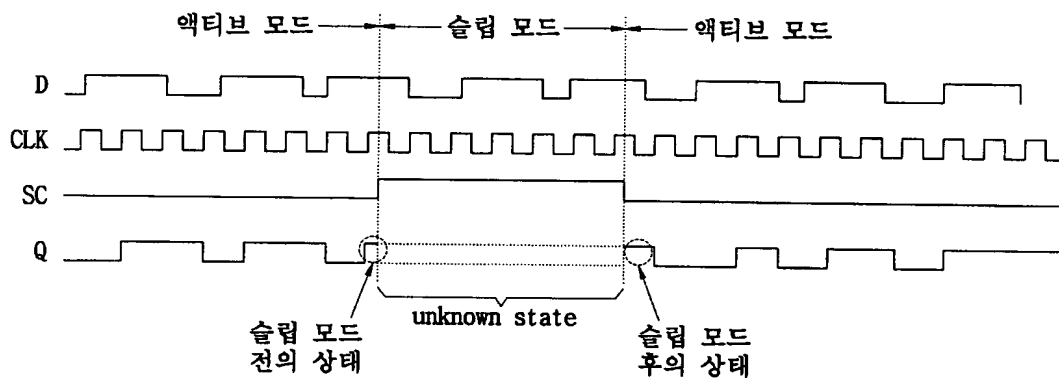 액티브 모드
슬립 모드
액티브 모드
D
CLK
SC
Q
unknown state
슬립 모드
전의 상태
슬립 모드
후의 상태